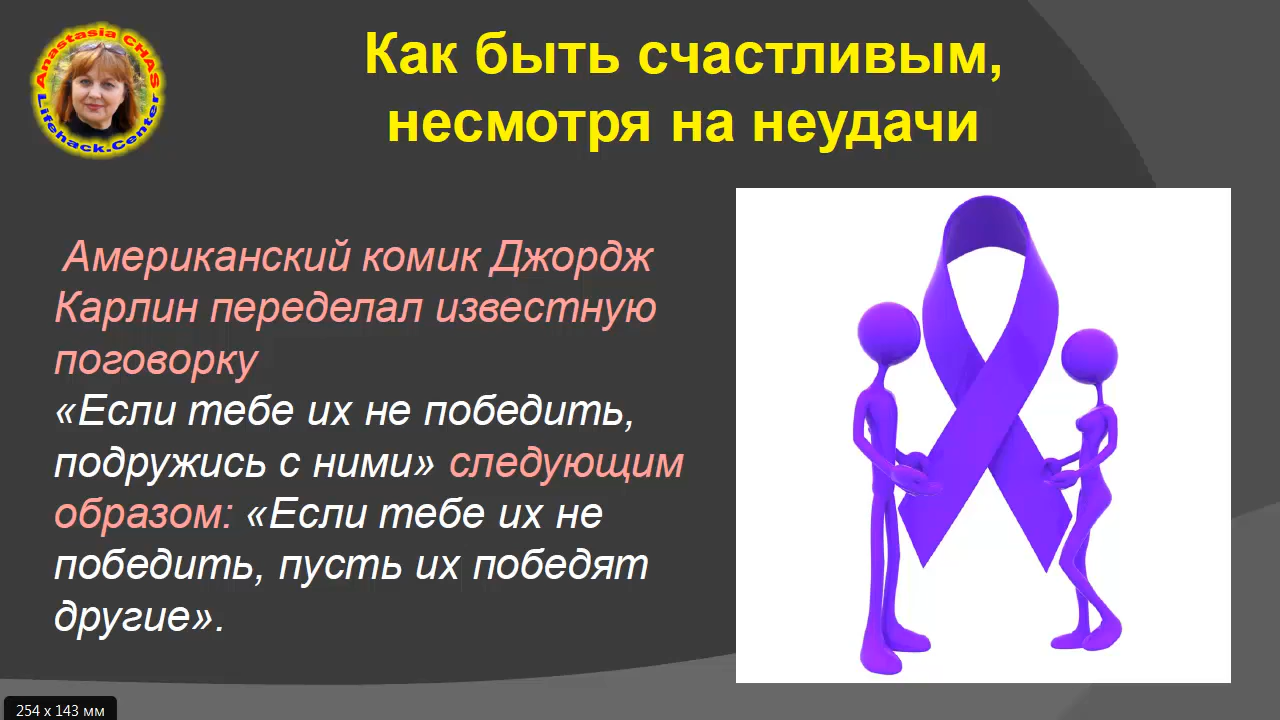 Anastasia CHAS
Lifehack.Center
Как быть счастливым,
несмотря на неудачи
Американский комик Джордж
Карлин переделал известную
поговорку
«Если тебе их не победить,
подружись с ними» следующим
образом: «Если тебе их не
победить, пусть их победят
другие».
254 x 143 мм